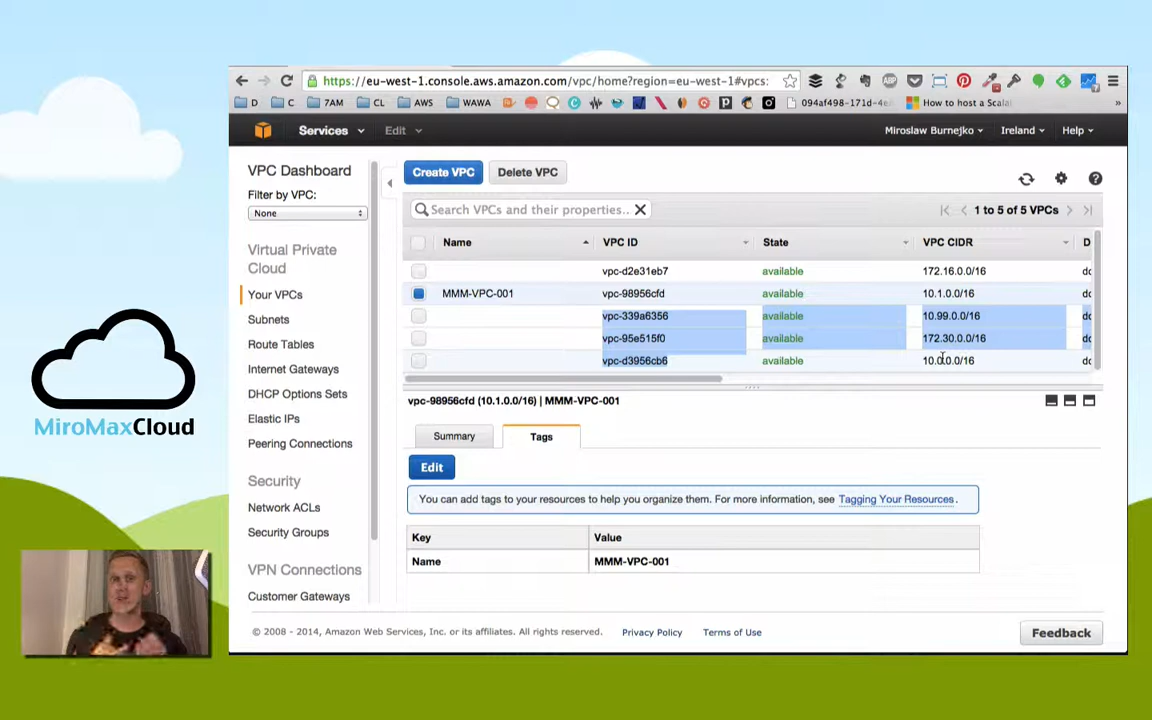 https://eu-west-1.console.aws.amazon.com/vpc/home?region=eu-west-1#vpcs:
D C 7AM CL AWS WAWA 094af498-171d-4e How to host a Scala »
Services Edit Miroslaw Burnejko Ireland Help
VPC Dashboard
Filter by VPC:
None
Virtual Private
Cloud
Your VPCs
Subnets
Route Tables
Internet Gateways
DHCP Options Sets
Elastic IPs
Peering Connections
Security
Network ACLs
Security Groups
VPN Connections
Customer Gateways
Create VPC Delete VPC
Search VPCs and their properties.. 1 to 5 of 5 VPCs
Name VPC ID State VPC CIDR D
vpc-d2e31eb7 available 172.16.0.0/16
MMM-VPC-001 vpc-98956cfd available 10.1.0.0/16
vpc-339a6356 available 10.99.0.0/16
vpc-95e515f0 available 172.30.0.0/16
vpc-d3956cb6 available 10.0.0.0/16
vpc-98956cfd (10.1.0.0/16) | MMM-VPC-001
Summary Tags
Edit
You can add tags to your resources to help you organize them. For more information, see Tagging Your Resources.
Key Value
Name MMM-VPC-001
© 2008 - 2014, Amazon Web Services, Inc. or its affiliates. All rights reserved. Privacy Policy Terms of Use Feedback
MiroMaxCloud